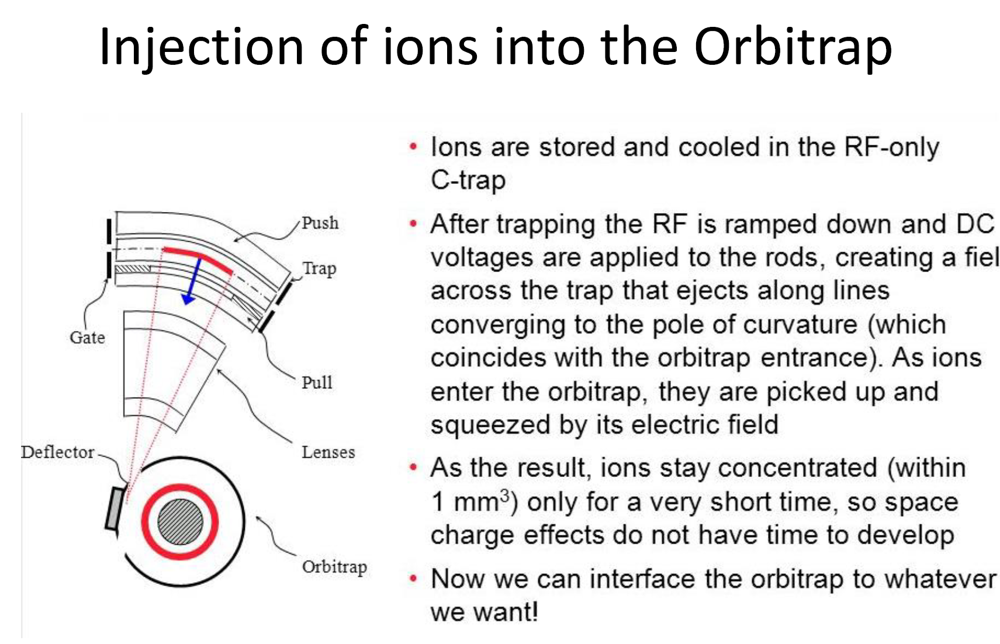 Injection of ions into the Orbitrap
• Ions are stored and cooled in the RF-only
C-trap
• After trapping the RF is ramped down and DC
voltages are applied to the rods, creating a fiel
across the trap that ejects along lines
converging to the pole of curvature (which
coincides with the orbitrap entrance). As ions
enter the orbitrap, they are picked up and
squeezed by its electric field
• As the result, ions stay concentrated (within
1 mm³) only for a very short time, so space
charge effects do not have time to develop
• Now we can interface the orbitrap to whatever
we want!
Push
Trap
Gate
Pull
Lenses
Deflector
Orbitrap